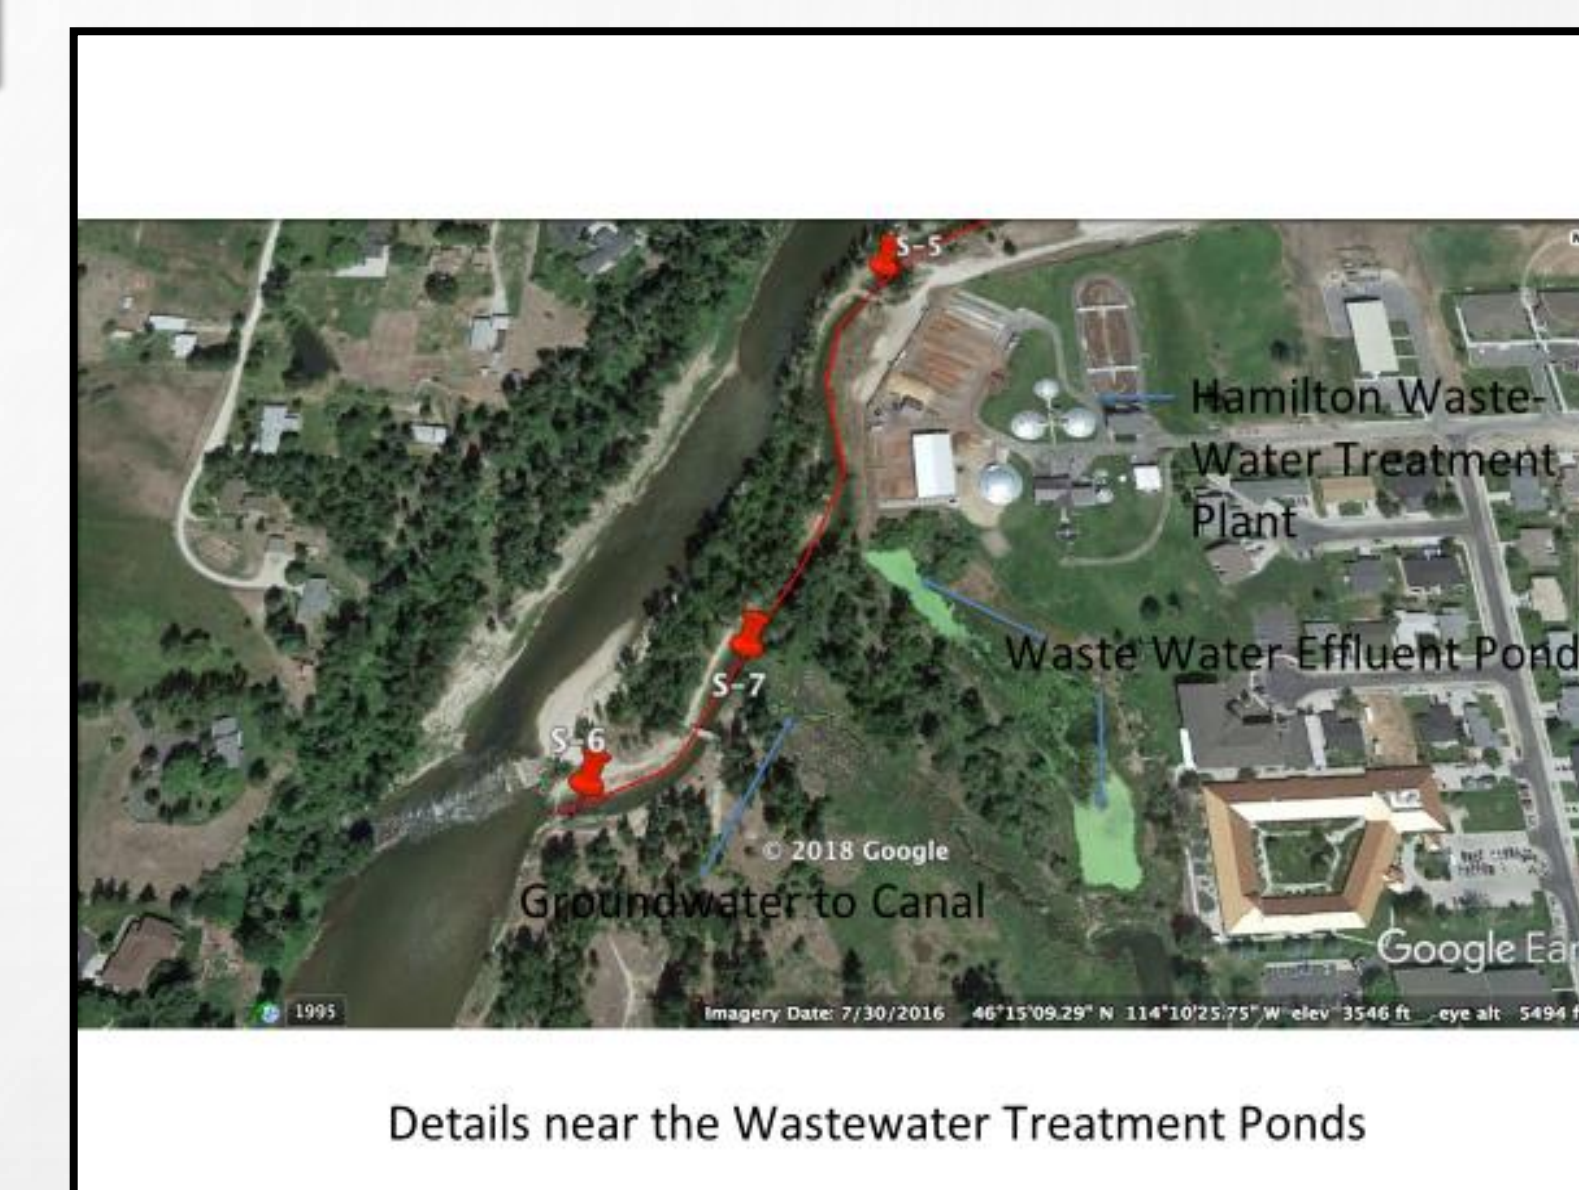 S-5
Hamilton Waste-
Water Treatment
Plant
Waste Water Effluent Pond
S-7
S-6
© 2018 Google
Groundwater to Canal
Google Ear
1995
Imagery Date: 7/30/2016 46°15'09.29" N 114°10'25.75" W elev 3546 ft eye alt 5494 f
Details near the Wastewater Treatment Ponds